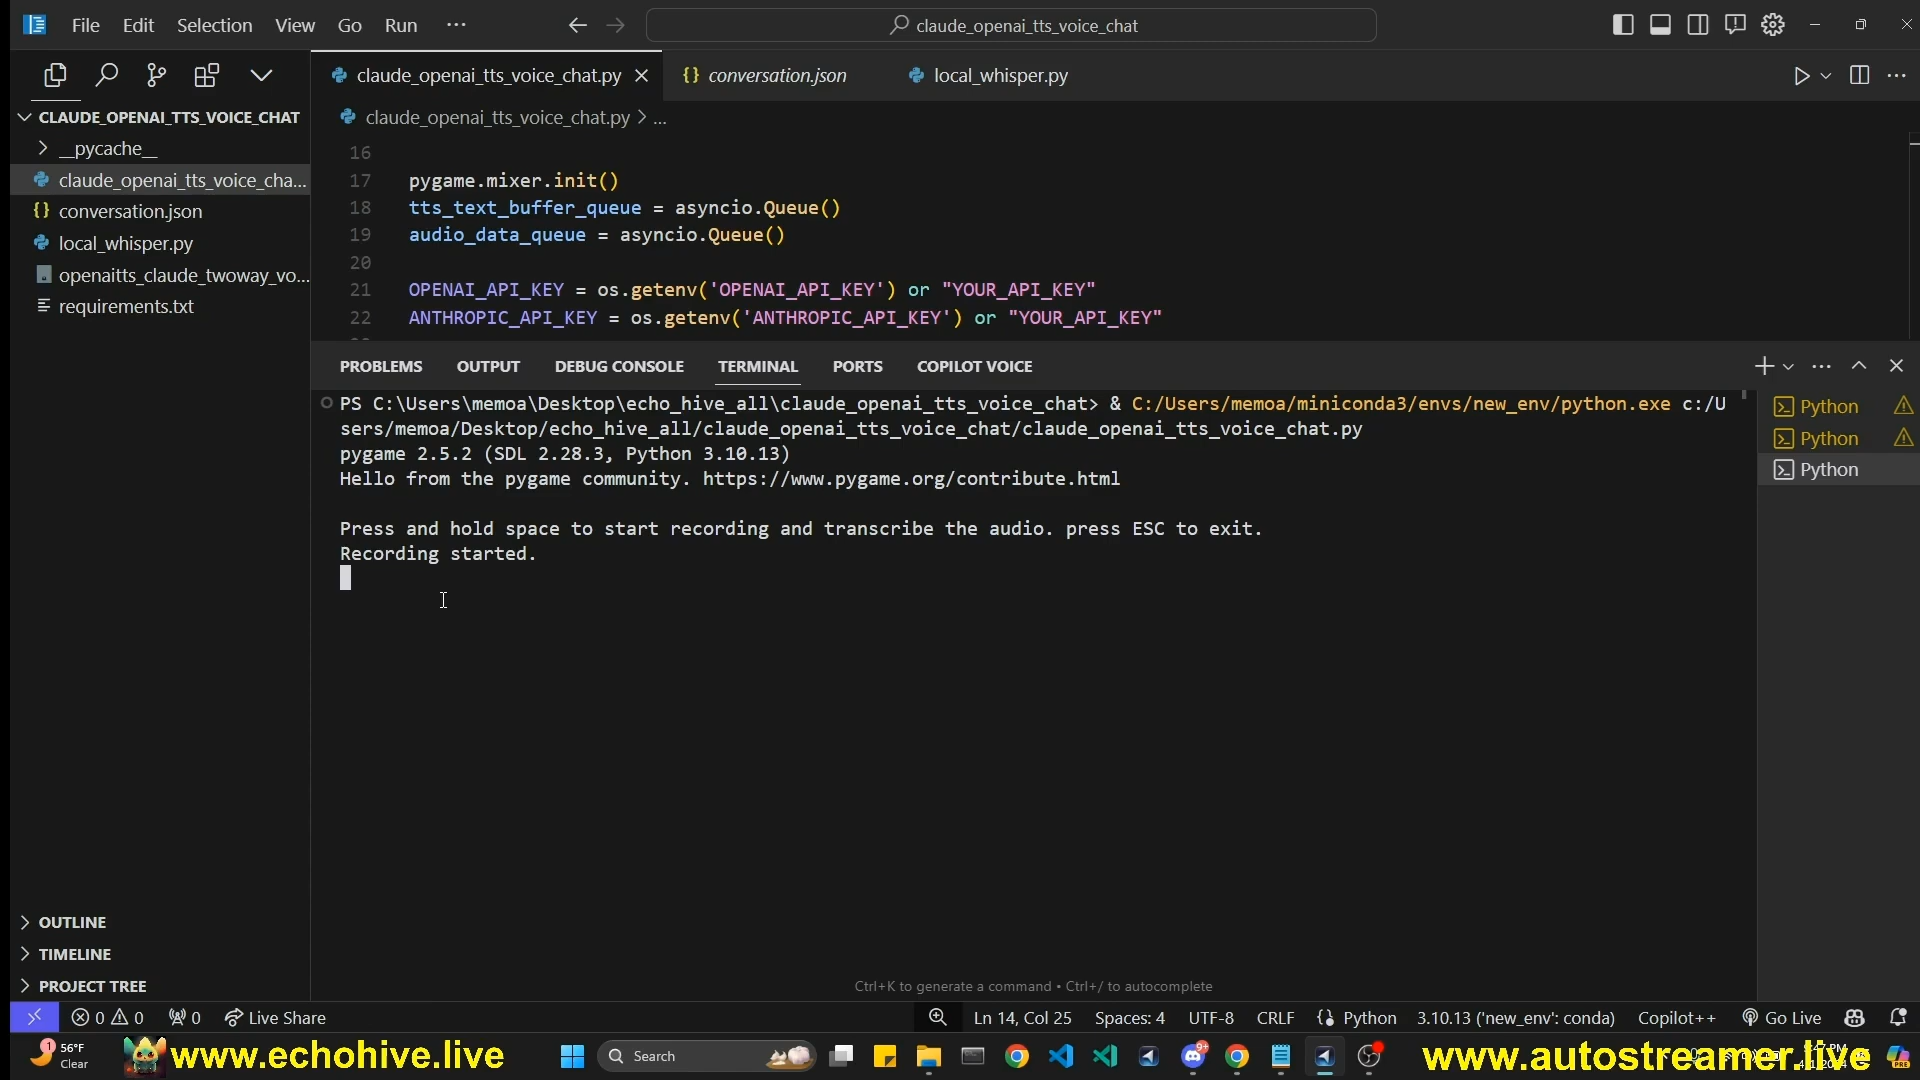 File Edit Selection View Go Run ···
claude_openai_tts_voice_chat
claude_openai_tts_voice_chat.py
conversation.json
local_whisper.py
CLAUDE_OPENAI_TTS_VOICE_CHAT
__pycache__
claude_openai_tts_voice_cha...
conversation.json
local_whisper.py
openaitts_claude_twoway_vo...
requirements.txt
OUTLINE
TIMELINE
PROJECT TREE
claude_openai_tts_voice_chat.py > ...
16
17 pygame.mixer.init()
18 tts_text_buffer_queue = asyncio.Queue()
19 audio_data_queue = asyncio.Queue()
20
21 OPENAI_API_KEY = os.getenv('OPENAI_API_KEY') or "YOUR_API_KEY"
22 ANTHROPIC_API_KEY = os.getenv('ANTHROPIC_API_KEY') or "YOUR_API_KEY"
PROBLEMS OUTPUT DEBUG CONSOLE TERMINAL PORTS COPILOT VOICE
PS C:\Users\memoa\Desktop\echo_hive_all\claude_openai_tts_voice_chat> & C:/Users/memoa/miniconda3/envs/new_env/python.exe c:/U
sers/memoa/Desktop/echo_hive_all/claude_openai_tts_voice_chat/claude_openai_tts_voice_chat.py
pygame 2.5.2 (SDL 2.28.3, Python 3.10.13)
Hello from the pygame community. https://www.pygame.org/contribute.html
Press and hold space to start recording and transcribe the audio. press ESC to exit.
Recording started.
Python
Python
Python
Ctrl+K to generate a command • Ctrl+/ to autocomplete
0 0 0 Live Share
Ln 14, Col 25 Spaces: 4 UTF-8 CRLF {} Python 3.10.13 ('new_env': conda) Copilot++ Go Live
1
56°F
Clear
www.echohive.live
Search
9+
www.autostreamer.live
PRE